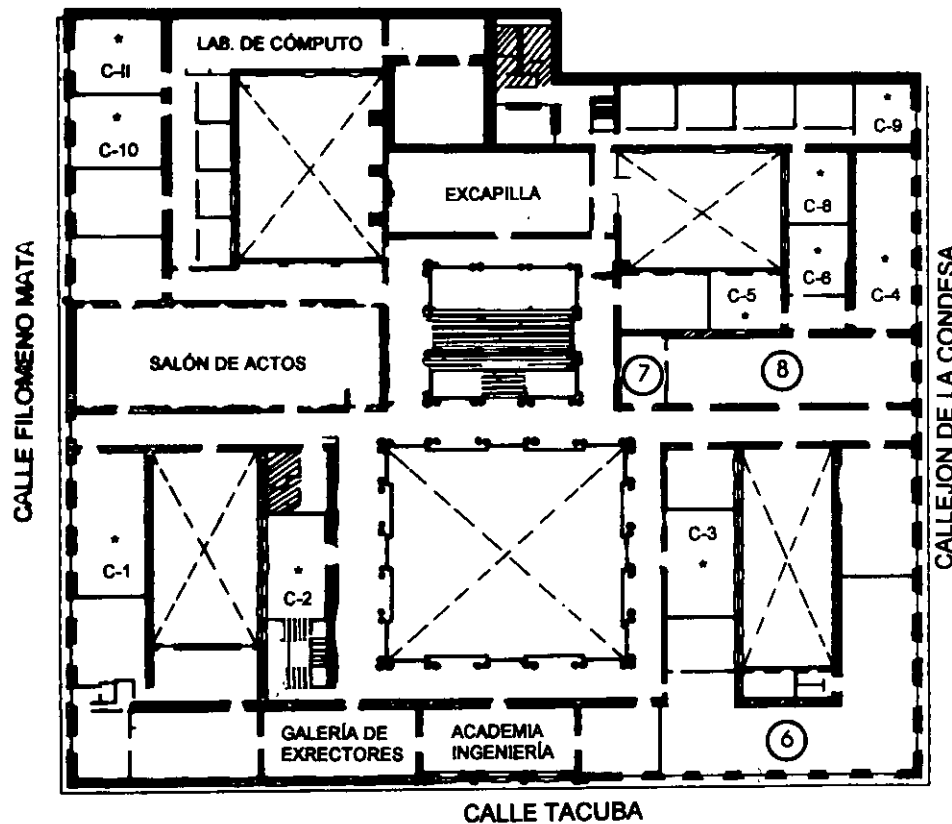 LAB. DE CÓMPUTO
*
C-11
*
C-10
*
C-9
EXCAPILLA
*
C-8
*
C-6
*
C-4
C-5
*
SALÓN DE ACTOS
7
8
CALLE FILOMENO MATA
CALLEJON DE LA CONDESA
*
C-1
*
C-2
C-3
*
GALERÍA DE
EXRECTORES
ACADEMIA
INGENIERÍA
6
CALLE TACUBA